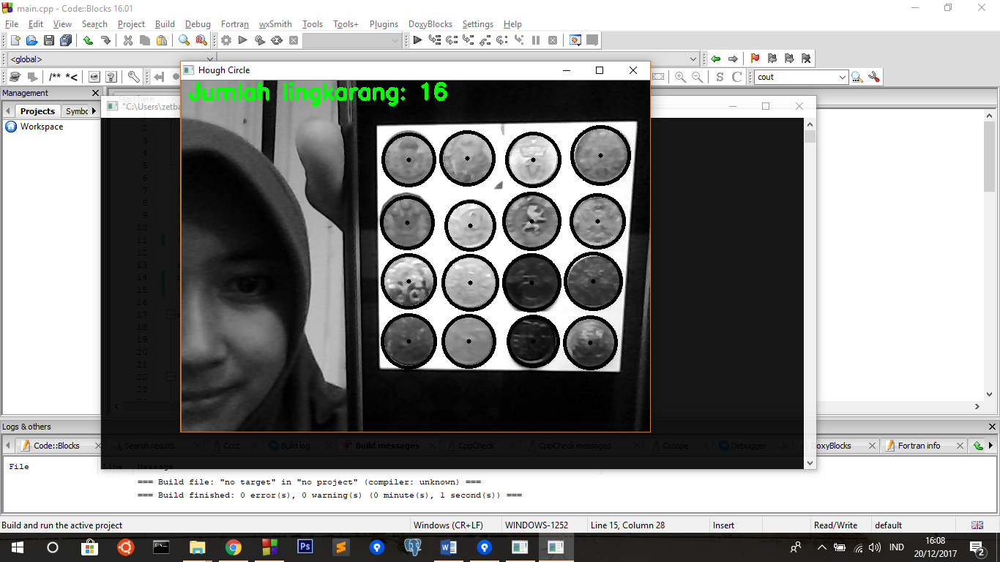 main.cpp - Code::Blocks 16.01
File Edit View Search Project Build Debug Fortran wxSmith Tools Tools+ Plugins DoxyBlocks Settings Help
<global>
/** *< S C cout
Hough Circle
Management
Start here
Projects Symbo
"C:\Users\zetba
Workspace
Jumlah lingkarang: 16
2
3
4
5
6
7
8
9
10
11
12
13
14
15
16
17
18
19
20
21
22
23
Logs & others
Code::Blocks Search results Cccc Build log Build messages CppCheck CppCheck messages Cscope Debugger DoxyBlocks Fortran info
File Line Message
=== Build file: "no target" in "no project" (compiler: unknown) ===
=== Build finished: 0 error(s), 0 warning(s) (0 minute(s), 1 second(s)) ===
Build and run the active project Windows (CR+LF) WINDOWS-1252 Line 15, Column 28 Insert Read/Write default
Ps IND 16:08
20/12/2017 2